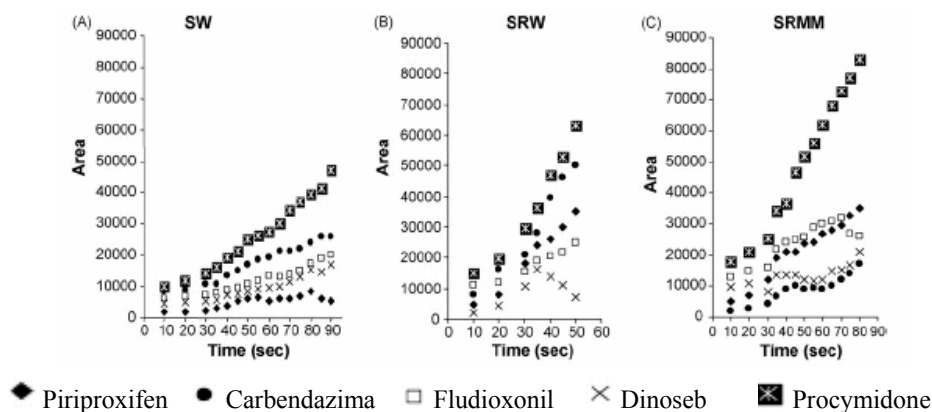 (A) SW
90000
80000
70000
60000
50000
40000
30000
20000
10000
0
Area
0 10 20 30 40 50 60 70 80 90
Time (sec)
(B) SRW
90000
80000
70000
60000
50000
40000
30000
20000
10000
0
Area
0 10 20 30 40 50 60
Time (sec)
(C) SRMM
90000
80000
70000
60000
50000
40000
30000
20000
10000
0
Area
0 10 20 30 40 50 60 70 80 90
Time (sec)
Piriproxifen Carbendazima Fludioxonil Dinoseb Procymidone